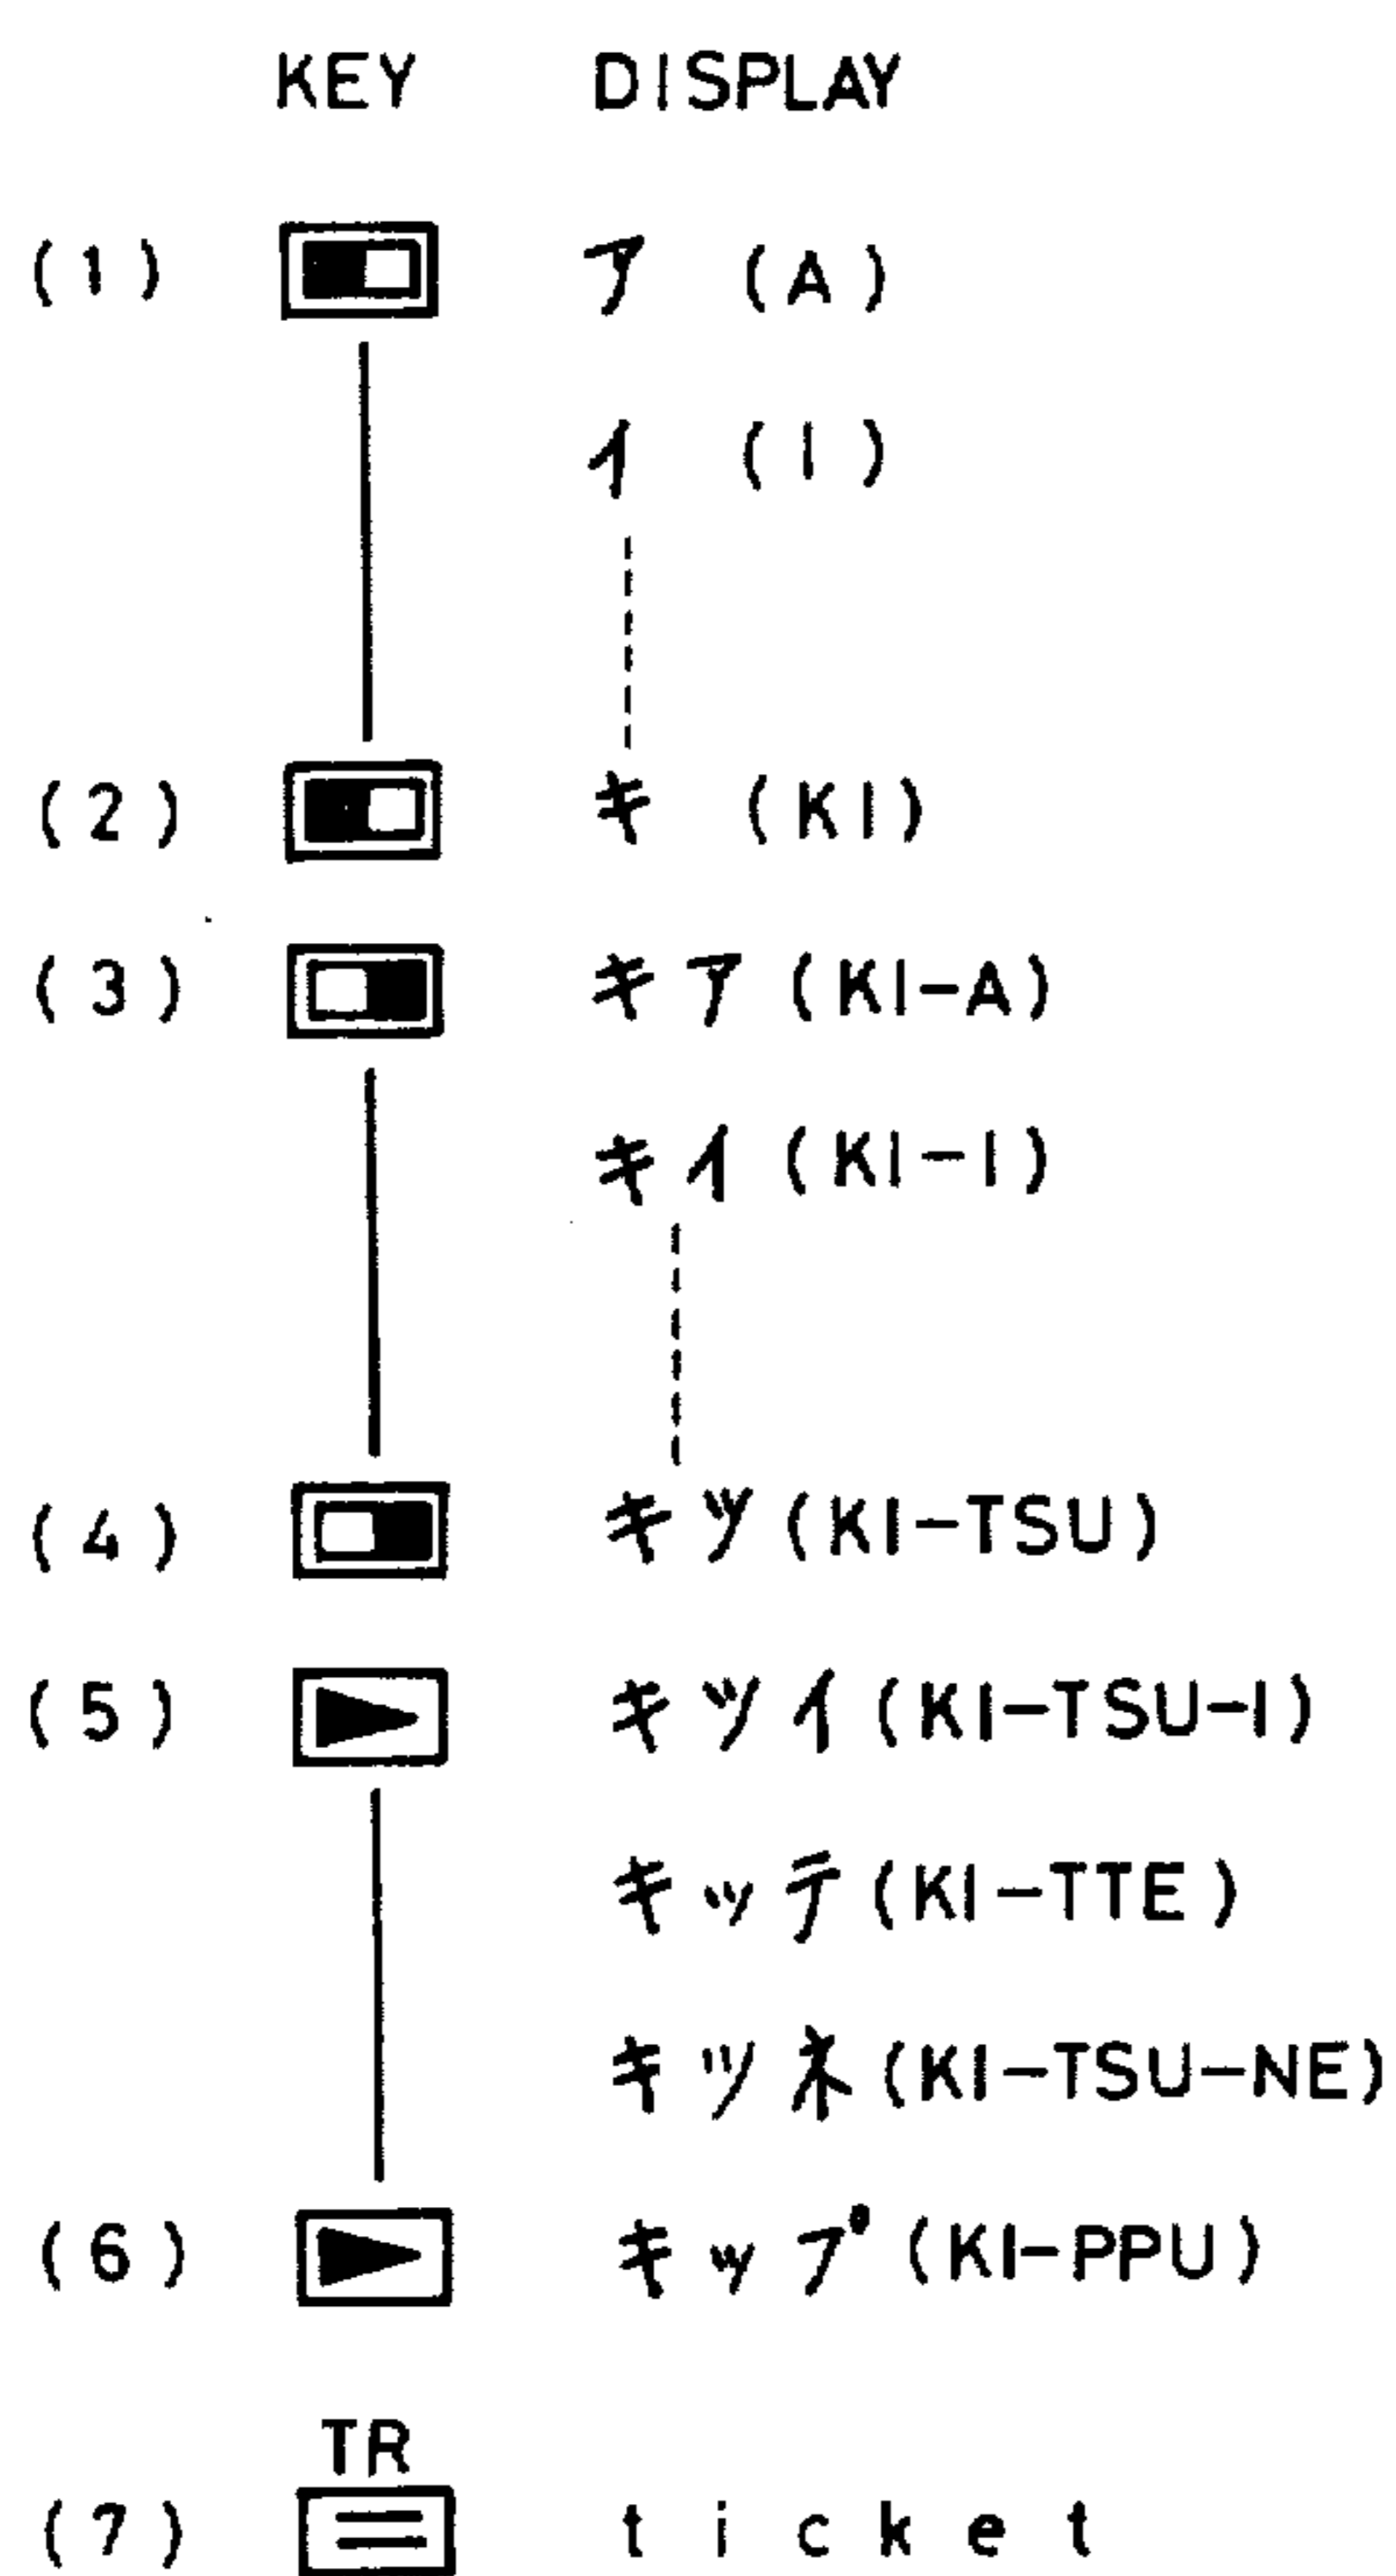 KEY DISPLAY
(1) ア (A)
イ (I)
(2) キ (KI)
(3) キア (KI-A)
キイ (KI-I)
(4) キツ (KI-TSU)
(5) キツイ (KI-TSU-I)
キッテ (KI-TTE)
キツネ (KI-TSU-NE)
(6) キップ (KI-PPU)
TR
(7) = ticket